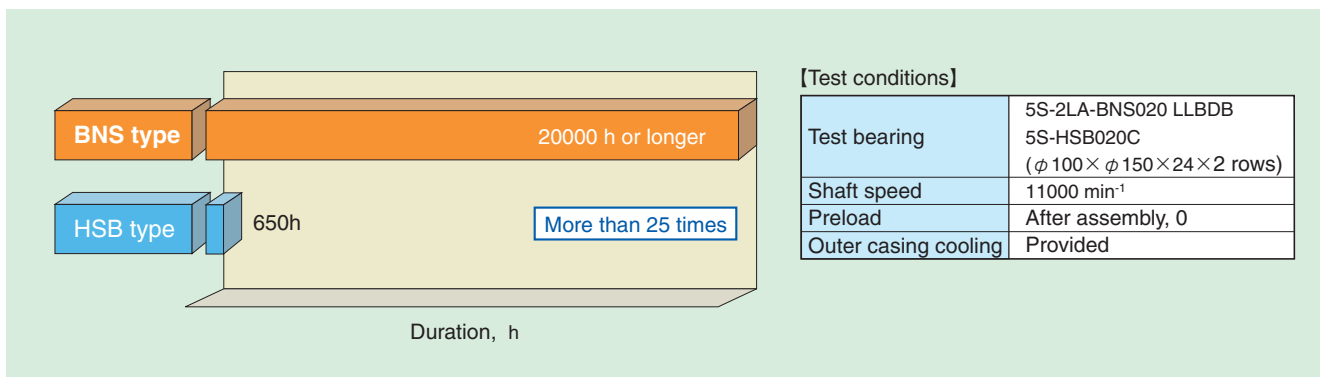 BNS type
20000 h or longer
HSB type
650h
More than 25 times
Duration, h
【Test conditions】
Test bearing
5S-2LA-BNS020 LLBDB
5S-HSB020C
(φ100×φ150×24×2 rows)
Shaft speed
11000 min⁻¹
Preload
After assembly, 0
Outer casing cooling
Provided